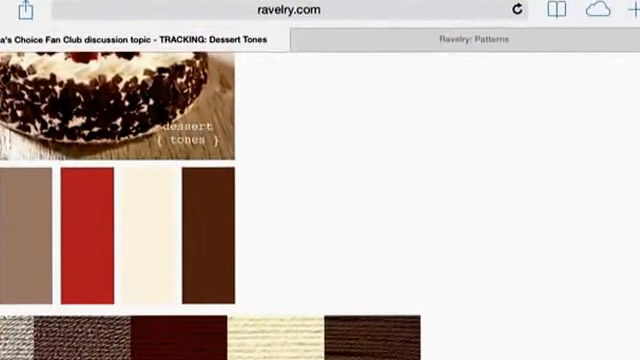 ravelry.com
a's Choice Fan Club discussion topic - TRACKING: Dessert Tones
Ravelry: Patterns
dessert
{ tones }